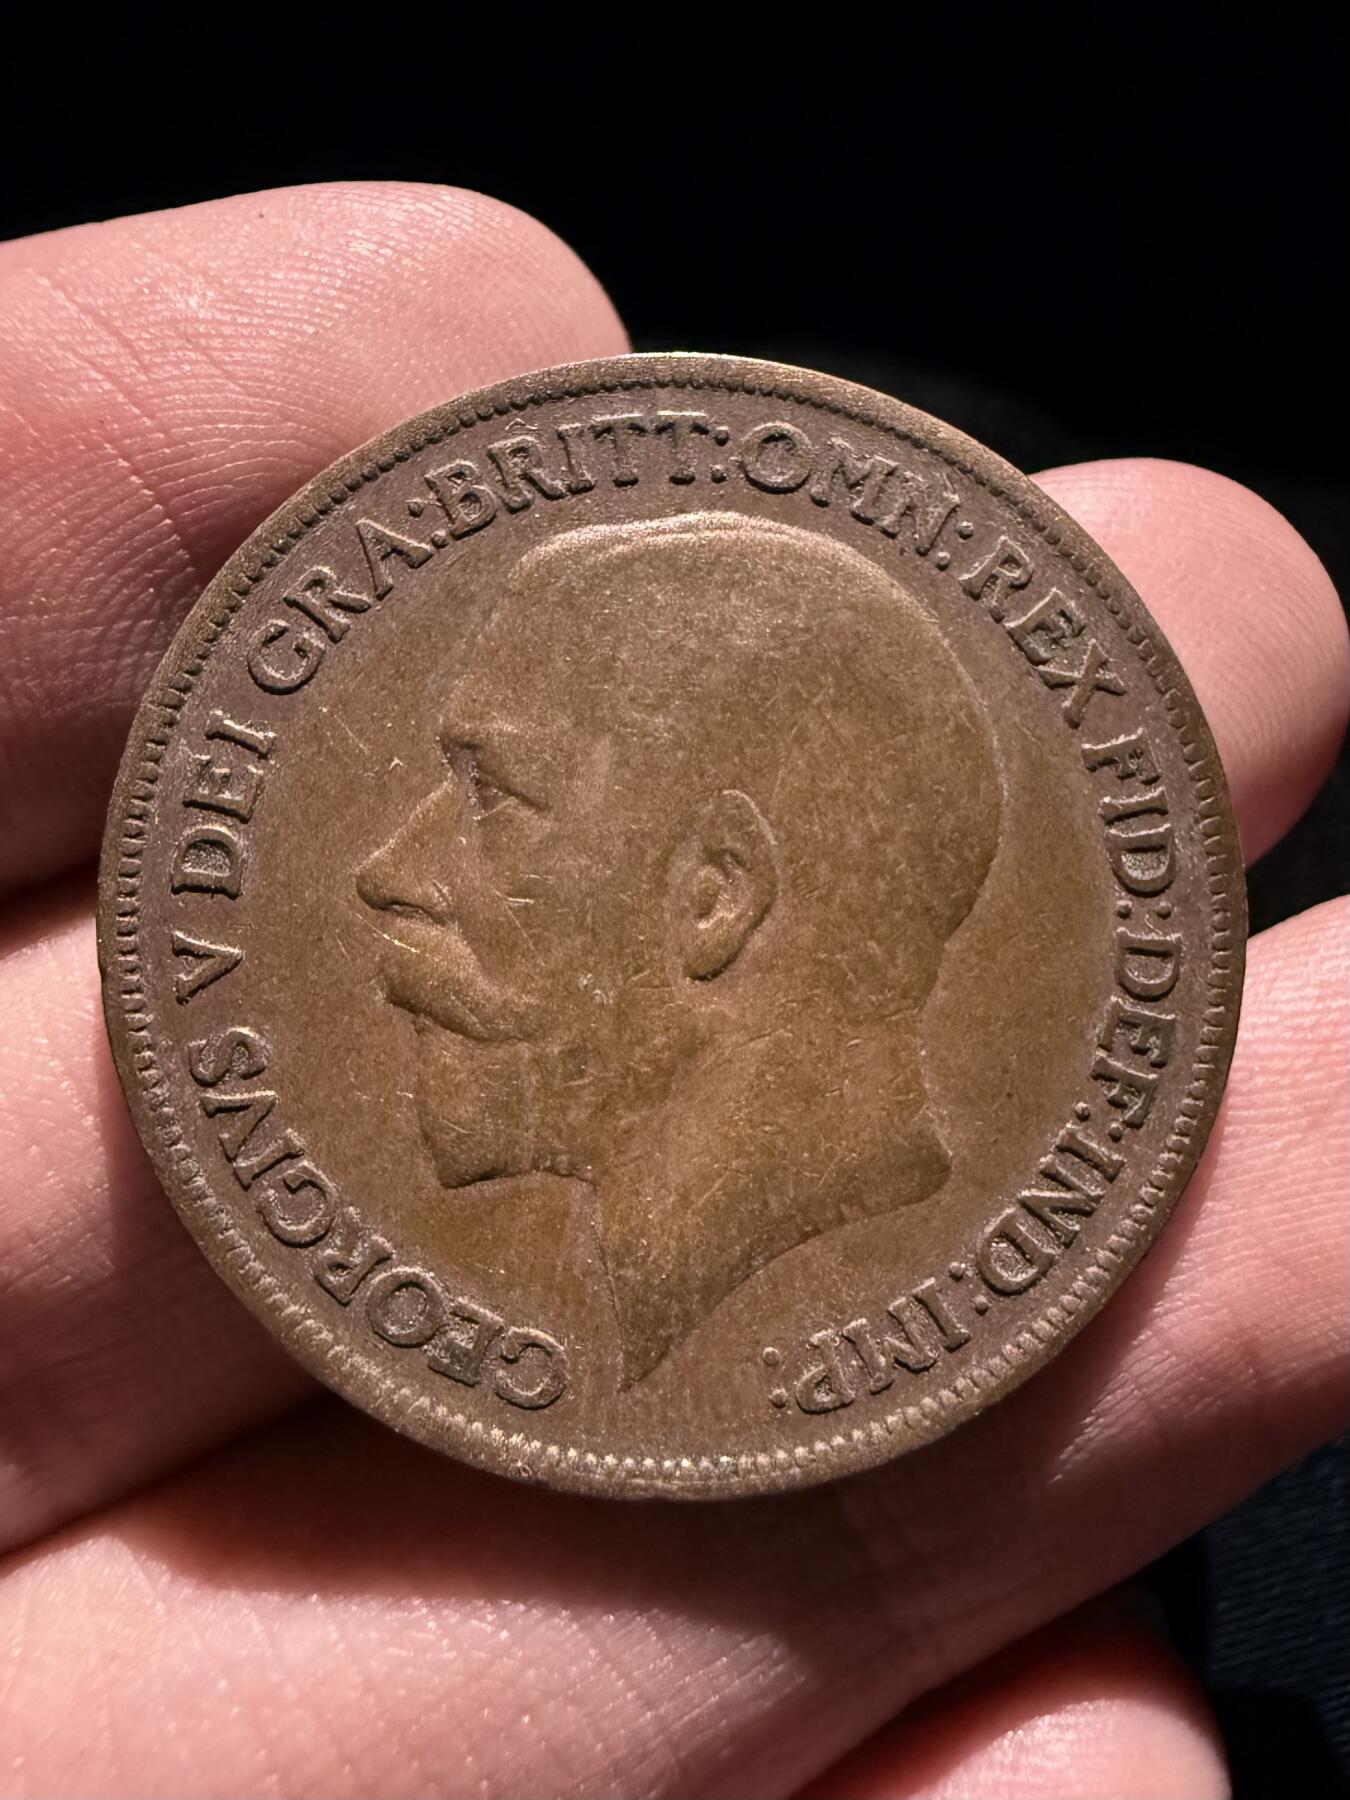 GEORGIVS V DEI GRA:BRITT:OMN:REX FID:DEF:IND:IMP: